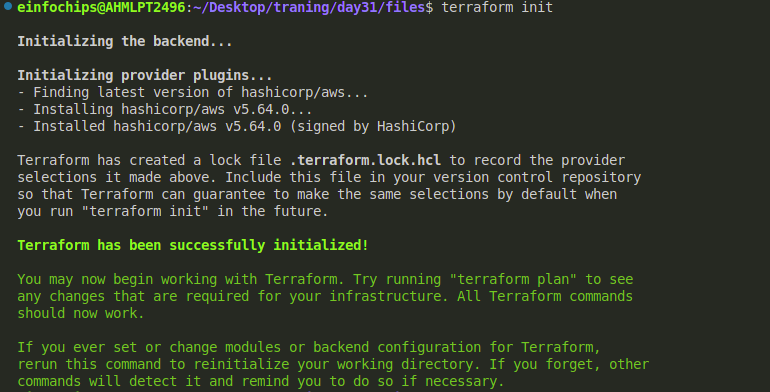 einfochips@AHMLPT2496:~/Desktop/traning/day31/files$ terraform init
Initializing the backend...
Initializing provider plugins...
- Finding latest version of hashicorp/aws...
- Installing hashicorp/aws v5.64.0...
- Installed hashicorp/aws v5.64.0 (signed by HashiCorp)
Terraform has created a lock file .terraform.lock.hcl to record the provider
selections it made above. Include this file in your version control repository
so that Terraform can guarantee to make the same selections by default when
you run "terraform init" in the future.
Terraform has been successfully initialized!
You may now begin working with Terraform. Try running "terraform plan" to see
any changes that are required for your infrastructure. All Terraform commands
should now work.
If you ever set or change modules or backend configuration for Terraform,
rerun this command to reinitialize your working directory. If you forget, other
commands will detect it and remind you to do so if necessary.